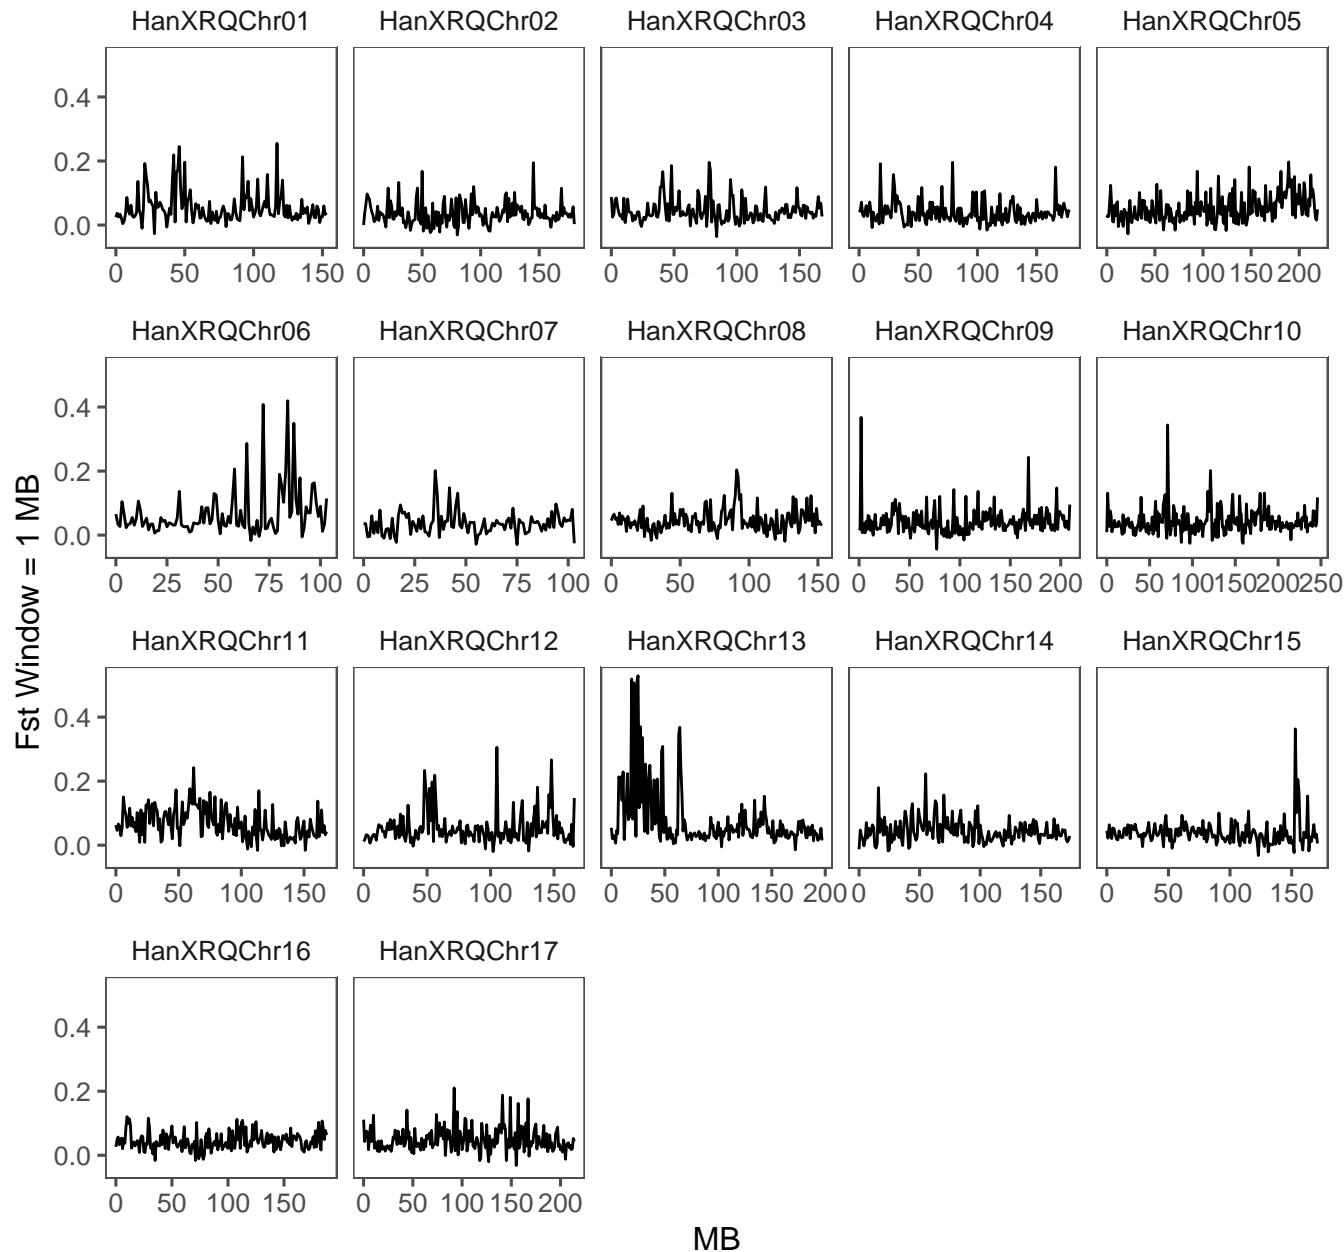 HanXRQChr01 HanXRQChr02 HanXRQChr03 HanXRQChr04 HanXRQChr05
0.4
0.2
0.0
0 50 100 150 0 50 100 150 0 50 100 150 0 50 100 150 0 50 100 150 200
HanXRQChr06 HanXRQChr07 HanXRQChr08 HanXRQChr09 HanXRQChr10
0.4
0.2
0.0
0 25 50 75 100 0 25 50 75 100 0 50 100 150 0 50 100 150 200 0 50 100 150 200 250
Fst Window = 1 MB
HanXRQChr11 HanXRQChr12 HanXRQChr13 HanXRQChr14 HanXRQChr15
0.4
0.2
0.0
0 50 100 150 0 50 100 150 0 50 100 150 200 0 50 100 150 0 50 100 150
HanXRQChr16 HanXRQChr17
0.4
0.2
0.0
0 50 100 150 0 50 100 150 200
MB